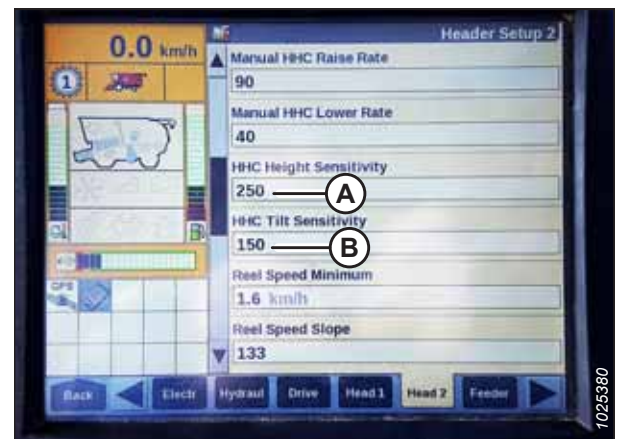 0.0 km/h
Header Setup 2
1
Manual HHC Raise Rate
90
Manual HHC Lower Rate
40
HHC Height Sensitivity
250
A
HHC Tilt Sensitivity
150
B
Reel Speed Minimum
1.6 km/h
Reel Speed Slope
133
GPS
Back
Electr
Hydraul
Drive
Head 1
Head 2
Feeder
1025380